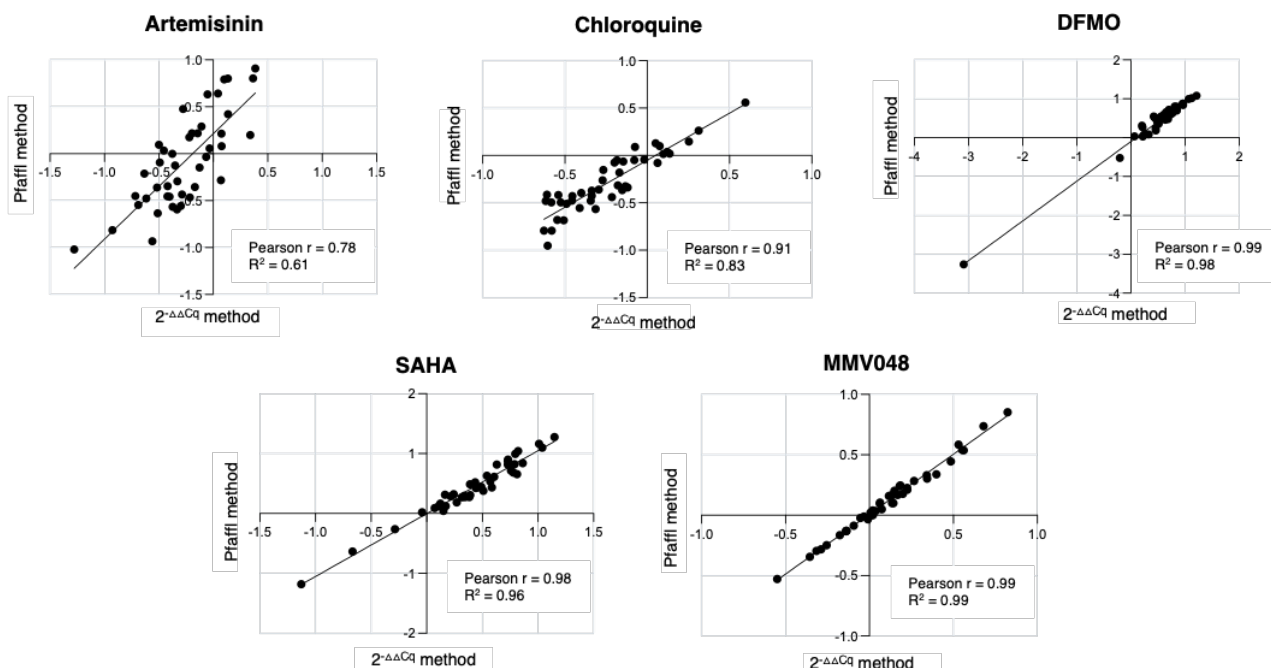 Artemisinin
1.0
0.5
-1.5 -1.0 -0.5 0.5 1.0 1.5
-0.5
-1.0
-1.5
Pfaffl method
Pearson r = 0.78
R² = 0.61
2-ΔΔCq method
Chloroquine
1.0
0.5
-1.0 -0.5 0.5 1.0
-0.5
-1.0
-1.5
Pfaffl method
Pearson r = 0.91
R² = 0.83
2-ΔΔCq method
DFMO
2
1
-4 -3 -2 -1 1 2
-1
-2
-3
-4
Pfaffl method
Pearson r = 0.99
R² = 0.98
2-ΔΔCq method
SAHA
2
1
-1.5 -1.0 -0.5 0.5 1.0 1.5
-1
-2
Pfaffl method
Pearson r = 0.98
R² = 0.96
2-ΔΔCq method
MMV048
1.0
0.5
-1.0 -0.5 0.5 1.0
-0.5
-1.0
Pfaffl method
Pearson r = 0.99
R² = 0.99
2-ΔΔCq method